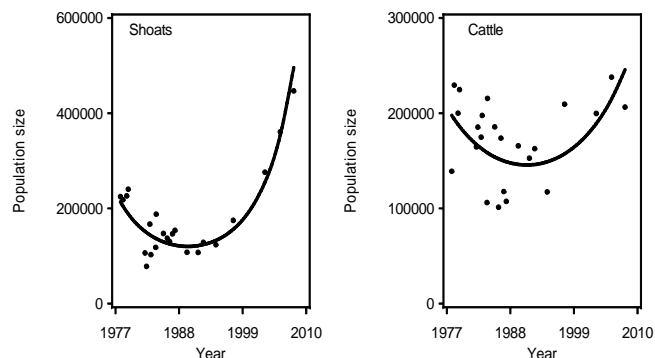 Shoats
Population size
600000
400000
200000
0
1977
1988
1999
2010
Year
Cattle
Population size
300000
200000
100000
0
1977
1988
1999
2010
Year